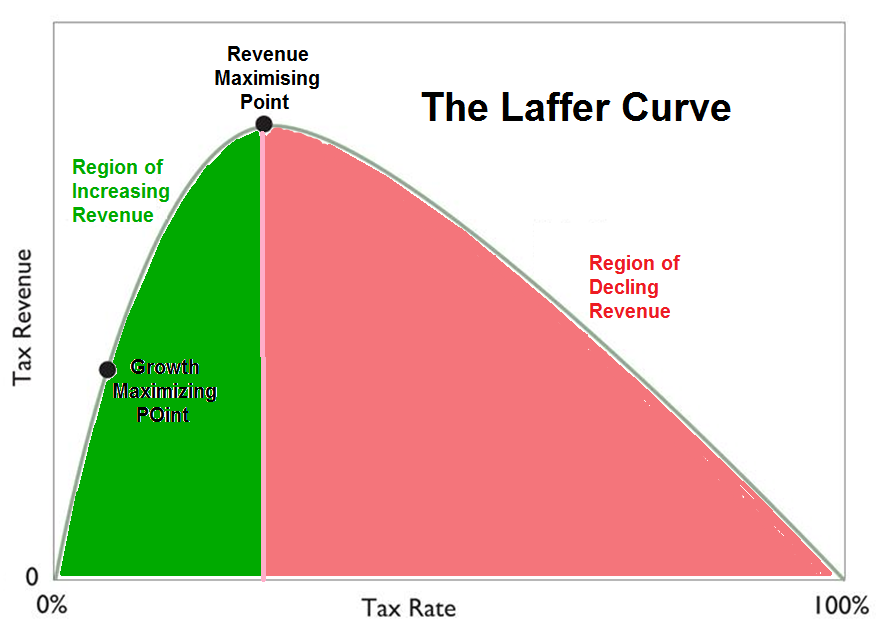 Revenue
Maximising
Point
The Laffer Curve
Region of
Increasing
Revenue
Region of
Decling
Revenue
Tax Revenue
Growth
Maximizing
POint
0
0%
Tax Rate
100%